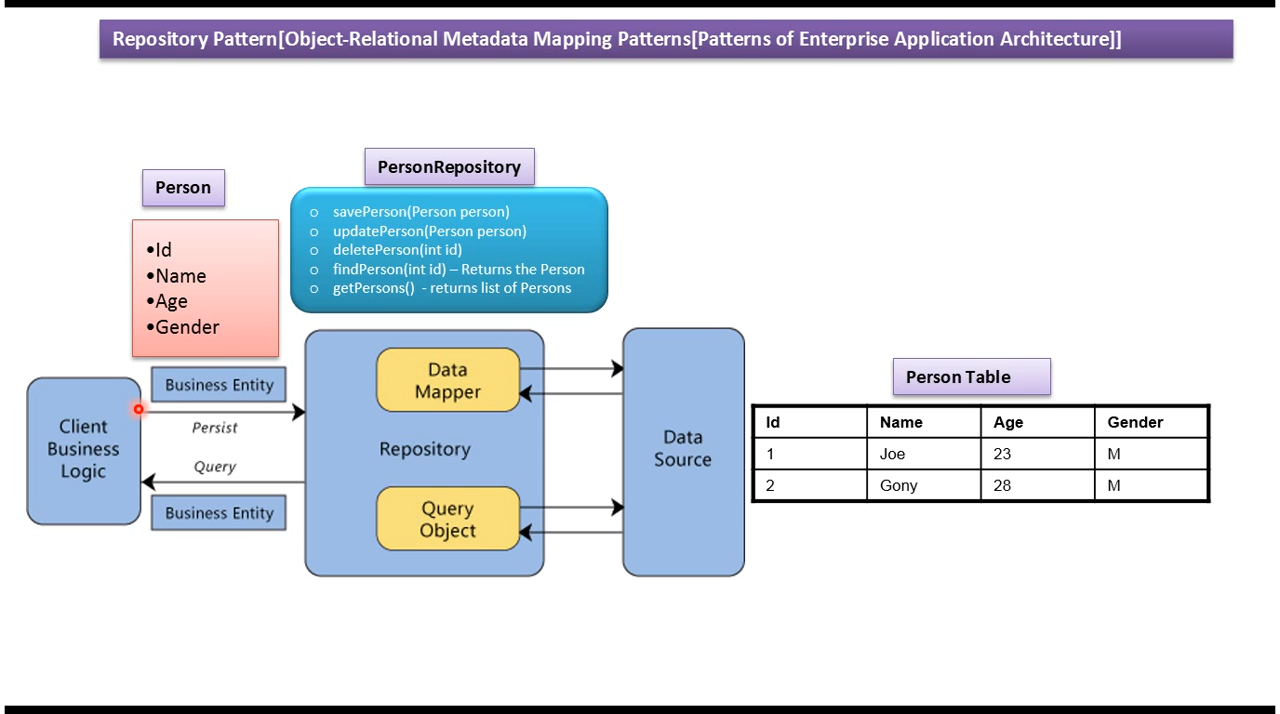 Repository Pattern[Object-Relational Metadata Mapping Patterns[Patterns of Enterprise Application Architecture]]
PersonRepository
Person
o savePerson(Person person)
o updatePerson(Person person)
o deletePerson(int id)
o findPerson(int id) – Returns the Person
o getPersons()  - returns list of Persons
•Id
•Name
•Age
•Gender
Business Entity
Persist
Query
Business Entity
Client
Business
Logic
Data
Mapper
Repository
Query
Object
Data
Source
Person Table
Id Name Age Gender
1 Joe 23 M
2 Gony 28 M